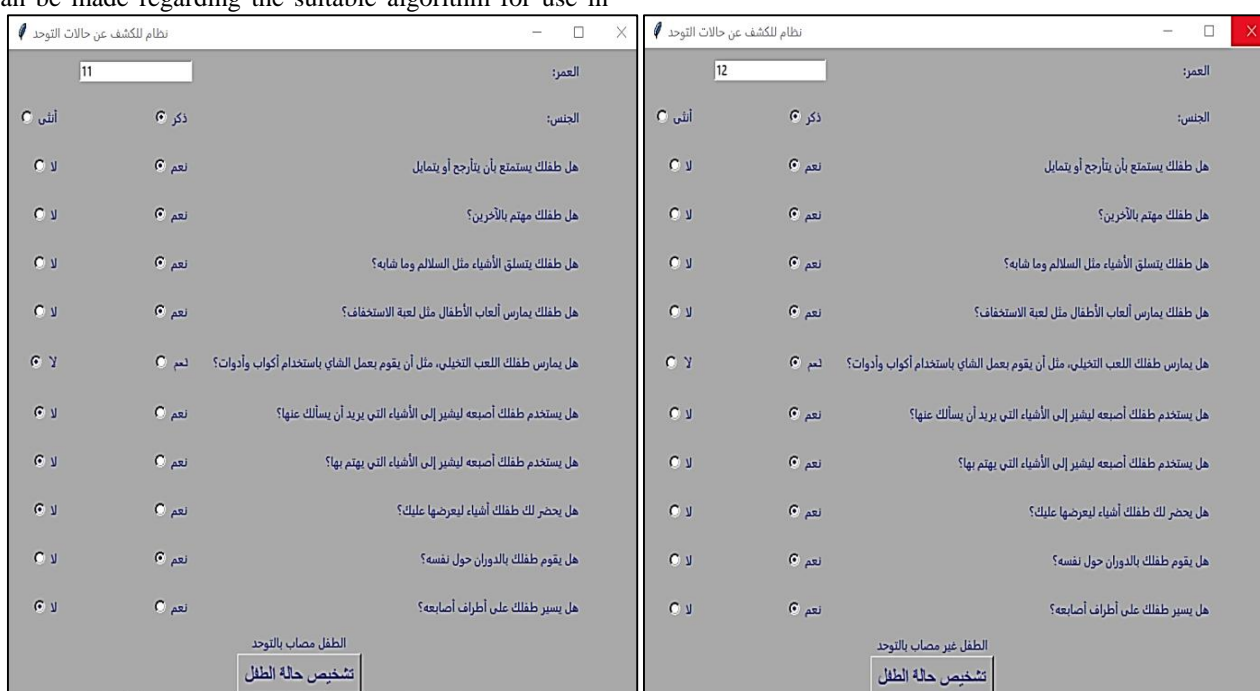 an be made regarding the suitable algorithm for use in
نظام للكشف عن حالات التوحد
العمر: 11
الجنس: ذكر أنثى
هل طفلك يستمتع بأن يتأرجح أو يتمايل نعم لا
هل طفلك مهتم بالآخرين؟ نعم لا
هل طفلك يتسلق الأشياء مثل السلالم وما شابه؟ نعم لا
هل طفلك يمارس ألعاب الأطفال مثل لعبة الاستخفاف؟ نعم لا
هل يمارس طفلك اللعب التخيلي، مثل أن يقوم بعمل الشاي باستخدام أكواب وأدوات؟ نعم لا
هل يستخدم طفلك أصبعه ليشير إلى الأشياء التي يريد أن يسألك عنها؟ نعم لا
هل يستخدم طفلك أصبعه ليشير إلى الأشياء التي يهتم بها؟ نعم لا
هل يحضر لك طفلك أشياء ليعرضها عليك؟ نعم لا
هل يقوم طفلك بالدوران حول نفسه؟ نعم لا
هل يسير طفلك على أطراف أصابعه؟ نعم لا
الطفل مصاب بالتوحد
تشخيص حالة الطفل
نظام للكشف عن حالات التوحد
العمر: 12
الجنس: ذكر أنثى
هل طفلك يستمتع بأن يتأرجح أو يتمايل نعم لا
هل طفلك مهتم بالآخرين؟ نعم لا
هل طفلك يتسلق الأشياء مثل السلالم وما شابه؟ نعم لا
هل طفلك يمارس ألعاب الأطفال مثل لعبة الاستخفاف؟ نعم لا
هل يمارس طفلك اللعب التخيلي، مثل أن يقوم بعمل الشاي باستخدام أكواب وأدوات؟ نعم لا
هل يستخدم طفلك أصبعه ليشير إلى الأشياء التي يريد أن يسألك عنها؟ نعم لا
هل يستخدم طفلك أصبعه ليشير إلى الأشياء التي يهتم بها؟ نعم لا
هل يحضر لك طفلك أشياء ليعرضها عليك؟ نعم لا
هل يقوم طفلك بالدوران حول نفسه؟ نعم لا
هل يسير طفلك على أطراف أصابعه؟ نعم لا
الطفل غير مصاب بالتوحد
تشخيص حالة الطفل